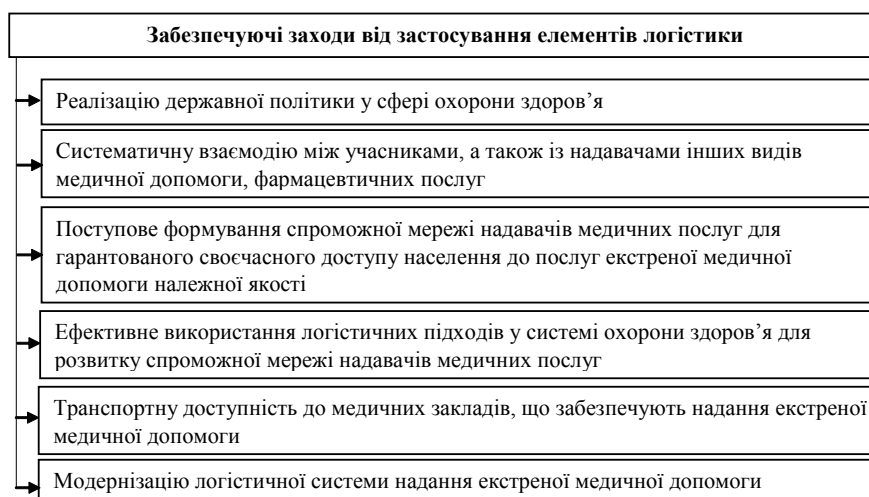 Забезпечуючі заходи від застосування елементів логістики
Реалізацію державної політики у сфері охорони здоров’я
Систематичну взаємодію між учасниками, а також із надавачами інших видів
медичної допомоги, фармацевтичних послуг
Поступове формування спроможної мережі надавачів медичних послуг для
гарантованого своєчасного доступу населення до послуг екстреної медичної
допомоги належної якості
Ефективне використання логістичних підходів у системі охорони здоров’я для
розвитку спроможної мережі надавачів медичних послуг
Транспортну доступність до медичних закладів, що забезпечують надання екстреної
медичної допомоги
Модернізацію логістичної системи надання екстреної медичної допомоги